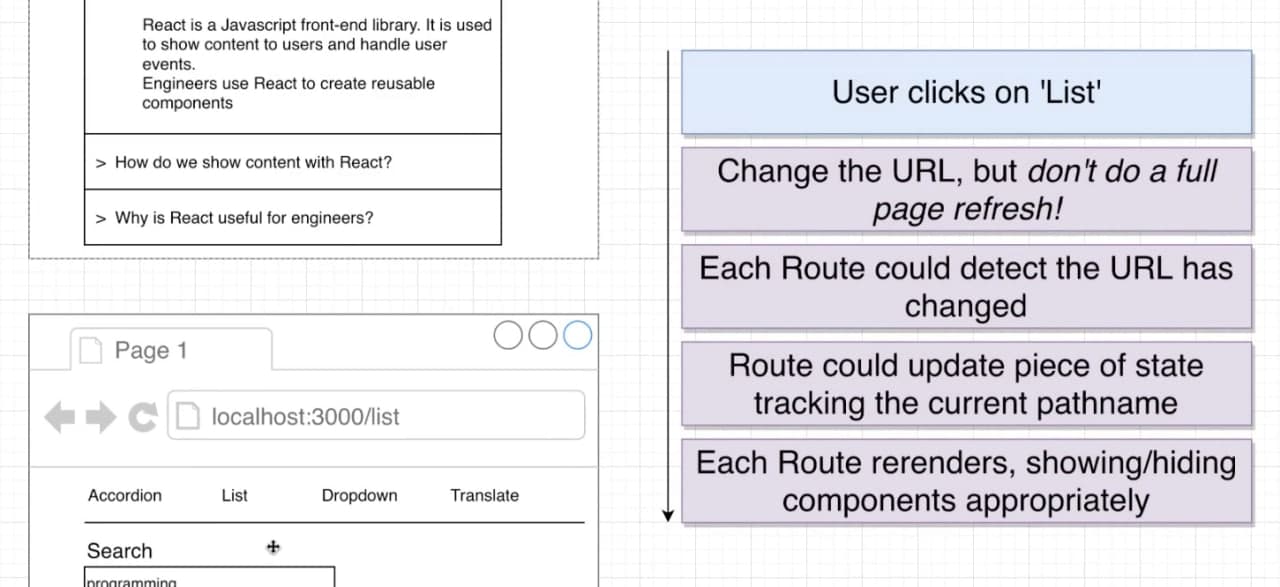 React is a Javascript front-end library. It is used
to show content to users and handle user
events.
Engineers use React to create reusable
components
> How do we show content with React?
> Why is React useful for engineers?
Page 1
localhost:3000/list
Accordion List Dropdown Translate
Search
programming
User clicks on 'List'
Change the URL, but don't do a full
page refresh!
Each Route could detect the URL has
changed
Route could update piece of state
tracking the current pathname
Each Route rerenders, showing/hiding
components appropriately